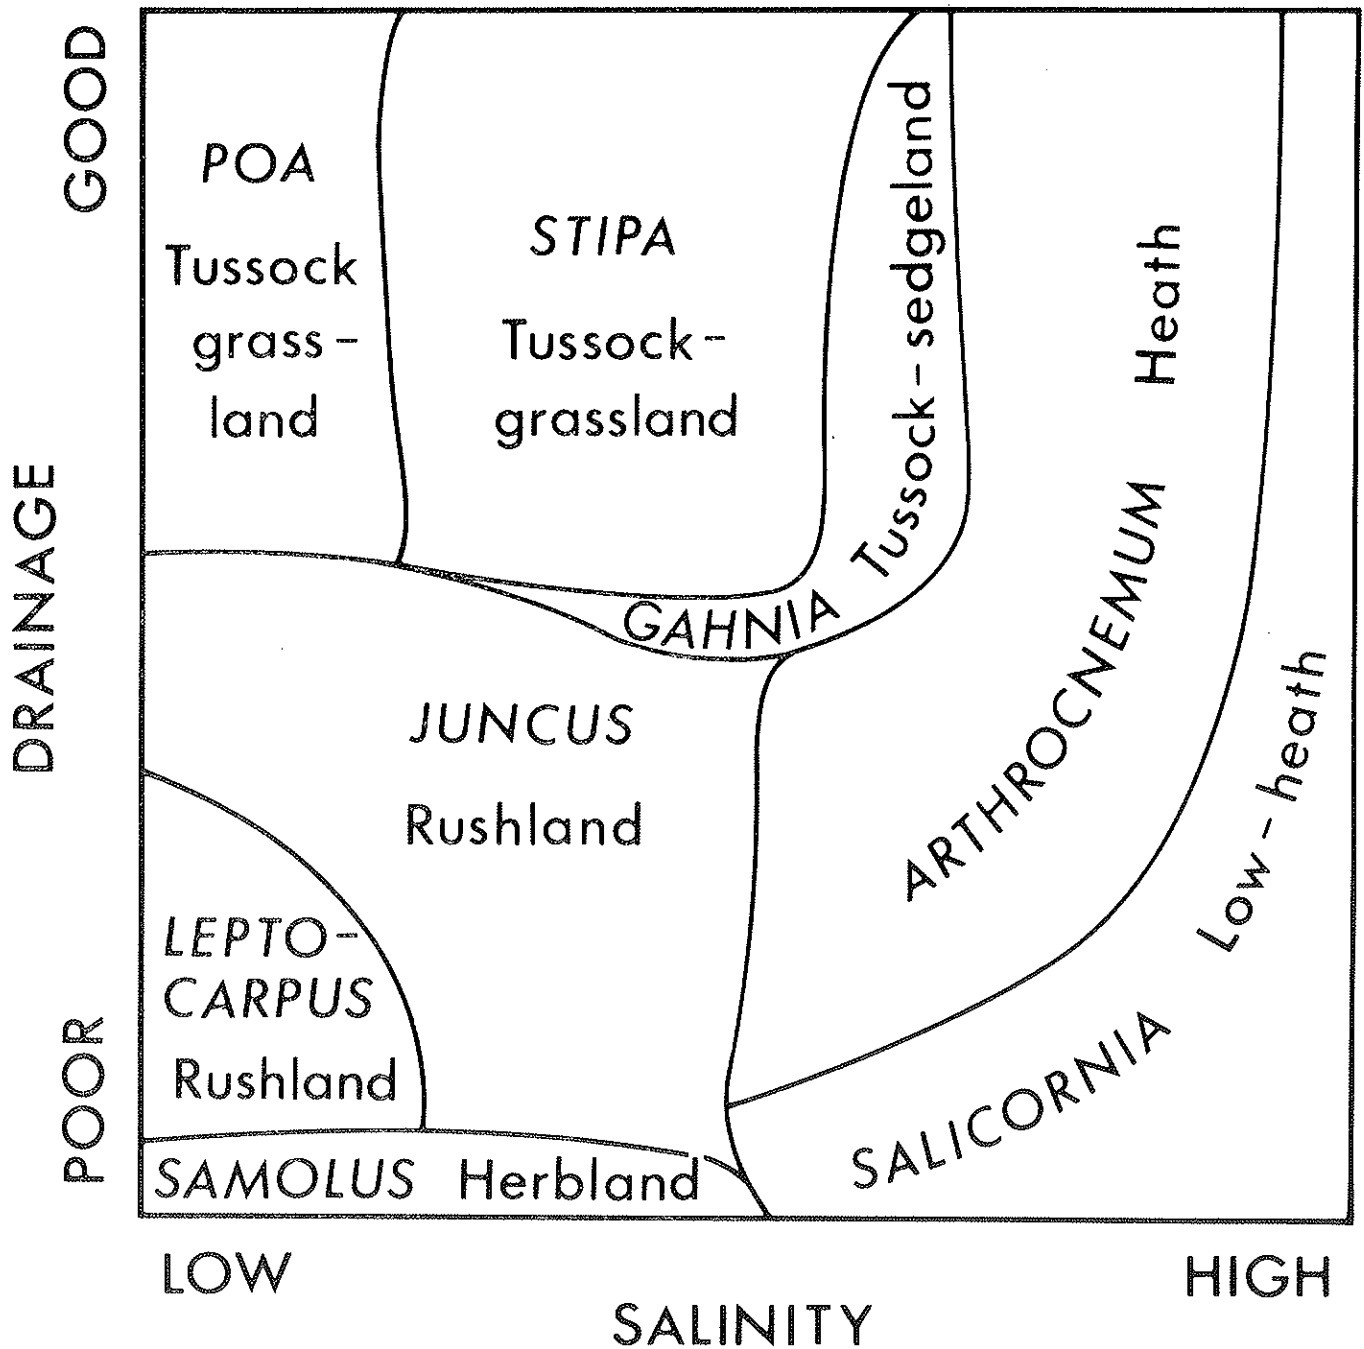 GOOD
DRAINAGE
POOR
POA
Tussock
grass-
land
STIPA
Tussock-
grassland
GAHNIA Tussock-sedgeland
JUNCUS
Rushland
ARTHROCNEMUM Heath
LEPTO-
CARPUS
Rushland
SALICORNIA Low-heath
SAMOLUS Herbland
LOW
HIGH
SALINITY